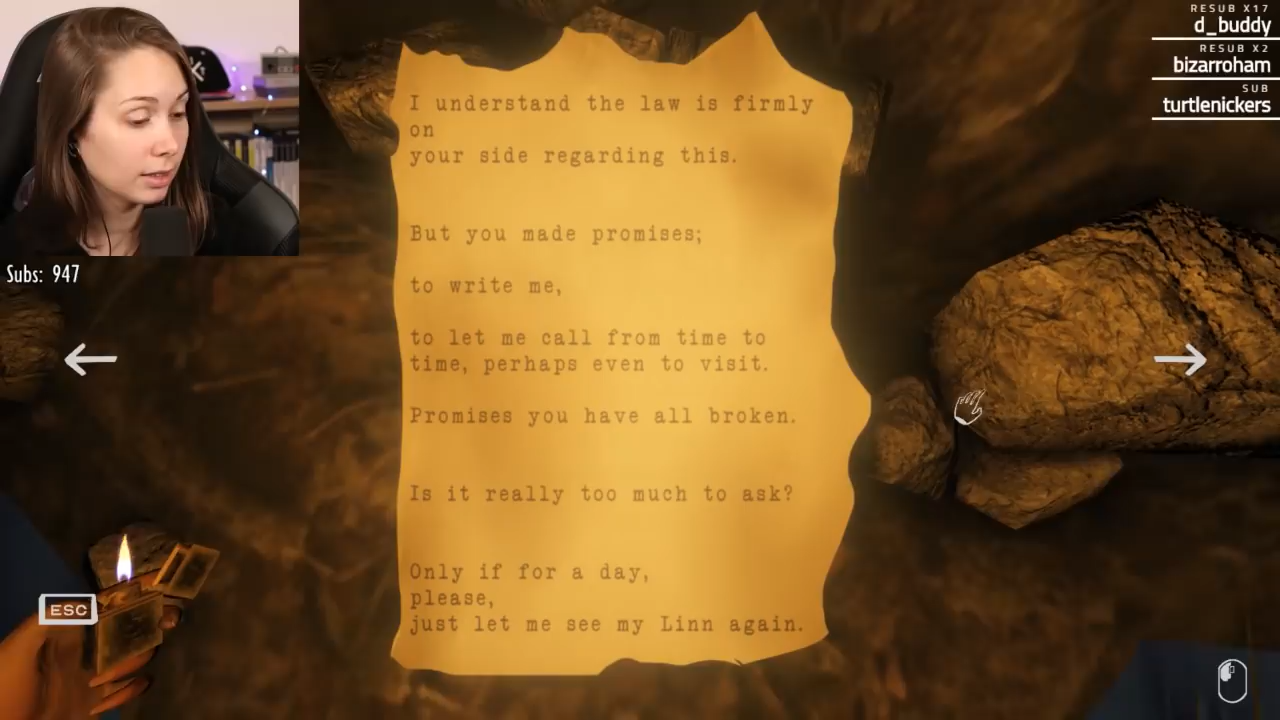 RESUB X17
d_buddy
RESUB X2
bizarroham
SUB
turtlenickers
Subs: 947
I understand the law is firmly
on
your side regarding this.
But you made promises;
to write me,
to let me call from time to
time, perhaps even to visit.
Promises you have all broken.
Is it really too much to ask?
Only if for a day,
please,
just let me see my Linn again.
ESC